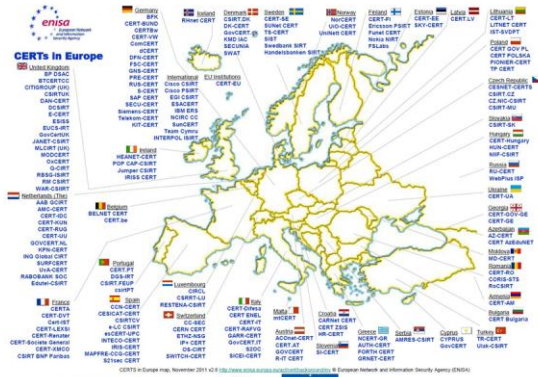 enisa
European Network
and Information
Security Agency
CERTs in Europe
United Kingdom
BP DSAC
BTCERTCC
CITIGROUP (UK)
CSIRTUK
DAN-CERT
DCSIRT
E-CERT
ESISS
EUCS-IRT
GovCertUK
JANET-CSIRT
MLCIRT (UK)
MODCERT
OxCERT
Q-CIRT
RBSG-ISIRT
RM CSIRT
WAR-CSIRT
Netherlands (The)
AAB GCIRT
AMC-CERT
CERT-IDC
CERT-KUN
CERT-RUG
CERT-UU
GOVCERT.NL
KPN-CERT
ING Global CIRT
SURFCERT
UvA-CERT
RABOBANK SOC
Edutel-CSIRT
France
CERTA
CERT-DVT
Cert-IST
CERT-LEXSI
CERT-Renater
CERT-Societe Generale
CERT-XMCO
CSIRT BNP Paribas
Germany
BFK
CERT-BUND
CERTBw
CERT-VW
ComCERT
dCERT
DFN-CERT
FSC-CERT
GNS-CERT
PRE-CERT
RUS-CERT
S-CERT
SAP CERT
SECU-CERT
Siemens-CERT
Telekom-CERT
KIT-CERT
Iceland
RHnet CERT
International
Cisco CSIRT
Cisco PSIRT
EGI CSIRT
ESACERT
IBM ERS
NCIRC CC
SunCERT
Team Cymru
INTERPOL ISIRT
Ireland
HEANET-CERT
POP CAP-CSIRT
Jumper CSIRT
IRISS CERT
Denmark
CSIRT.DK
DK-CERT
GovCERT-DK
KMD IAC
SECUNIA
SWAT
EU Institutions
CERT-EU
Sweden
CERT-SE
SUNet CERT
TS-CERT
SIST
Swedbank SIRT
Handelsbanken SIRT
Norway
NorCERT
UiO-CERT
UniNett CERT
Finland
CERT-FI
Ericsson PSIRT
Funet CERT
Nokia NIRT
FSLabs
Estonia
CERT-EE
SKY-CERT
Latvia
CERT.LV
Lithuania
CERT-LT
LITNET CERT
IST-SVDPT
Poland
CERT GOV PL
CERT POLSKA
PIONIER-CERT
TP CERT
Czech Republic
CESNET-CERTS
CSIRT.CZ
CZ.NIC-CSIRT
CSIRT-MU
Slovakia
CSIRT-SK
Hungary
CERT-Hungary
HUN-CERT
NIIF-CSIRT
Russia
RU-CERT
WebPlus ISP
Ukraine
CERT-UA
Georgia
CERT-GOV-GE
CERT-GE
Azerbaijan
AZ-CERT
CERT AzEduNET
Moldova
MD-CERT
Romania
CERT-RO
CORIS-STS
RoCSIRT
Armenia
CERT-AM
Bulgaria
CERT Bulgaria
Belgium
BELNET CERT
CERT.be
Portugal
CERT.PT
DGS-IRT
CSIRT.FEUP
csirtPT
Spain
CCN-CERT
CESICAT-CERT
CSIRTCV
e-LC CSIRT
esCERT-UPC
INTECO-CERT
IRIS-CERT
MAPFRE-CCG-CERT
S21sec CERT
Luxembourg
CIRCL
CSRRT-LU
RESTENA-CSIRT
Switzerland
CC-SEC
CERN CERT
ETHZ-NSG
IP+ CERT
OS-CIRT
SWITCH-CERT
Italy
CERT-Difesa
CERT ENEL
CERT-IT
CERT-RAFVG
GARR-CERT
GovCERT.IT
S2OC
SICEI-CERT
Malta
mtCERT
Austria
ACOnet-CERT
CERT.AT
GOVCERT
R-IT CERT
Croatia
CARNet CERT
CERT ZSIS
HR-CERT
Slovenia
SI-CERT
Greece
NCERT-GR
AUTH-CERT
FORTH CERT
GRNET-CERT
Serbia
AMRES-CSIRT
Cyprus
CYPRUS
GovCERT
Turkey
TR-CERT
Ulak-CSIRT
CERTS in Europe map, November 2011 v2.5 © European Network and Information Security Agency (ENISA)